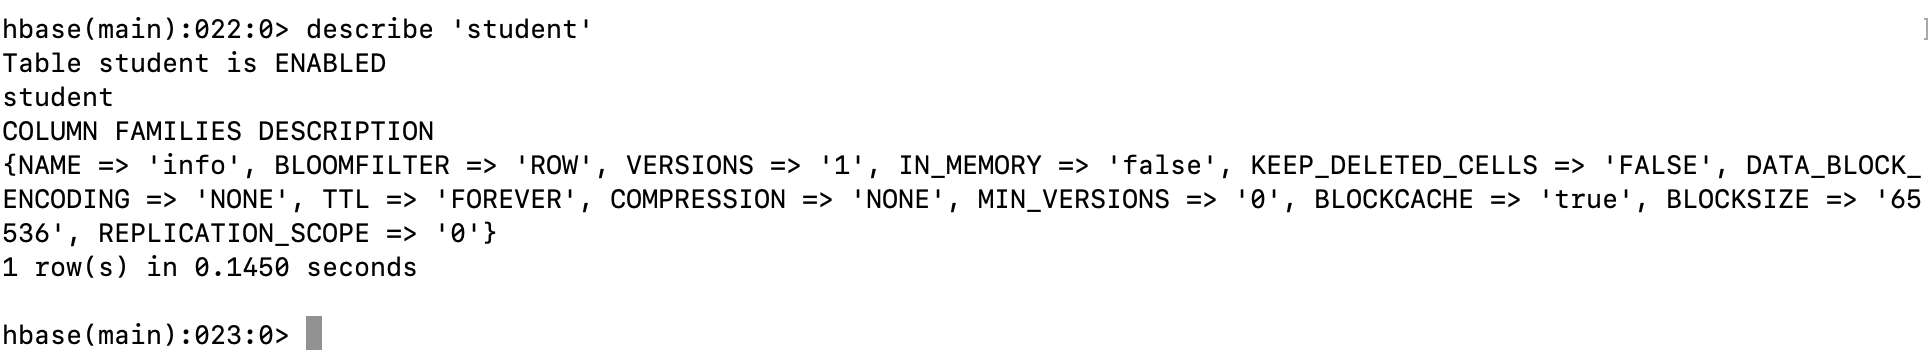 hbase(main):022:0> describe 'student'
Table student is ENABLED
student
COLUMN FAMILIES DESCRIPTION
{NAME => 'info', BLOOMFILTER => 'ROW', VERSIONS => '1', IN_MEMORY => 'false', KEEP_DELETED_CELLS => 'FALSE', DATA_BLOCK_
ENCODING => 'NONE', TTL => 'FOREVER', COMPRESSION => 'NONE', MIN_VERSIONS => '0', BLOCKCACHE => 'true', BLOCKSIZE => '65
536', REPLICATION_SCOPE => '0'}
1 row(s) in 0.1450 seconds
hbase(main):023:0>